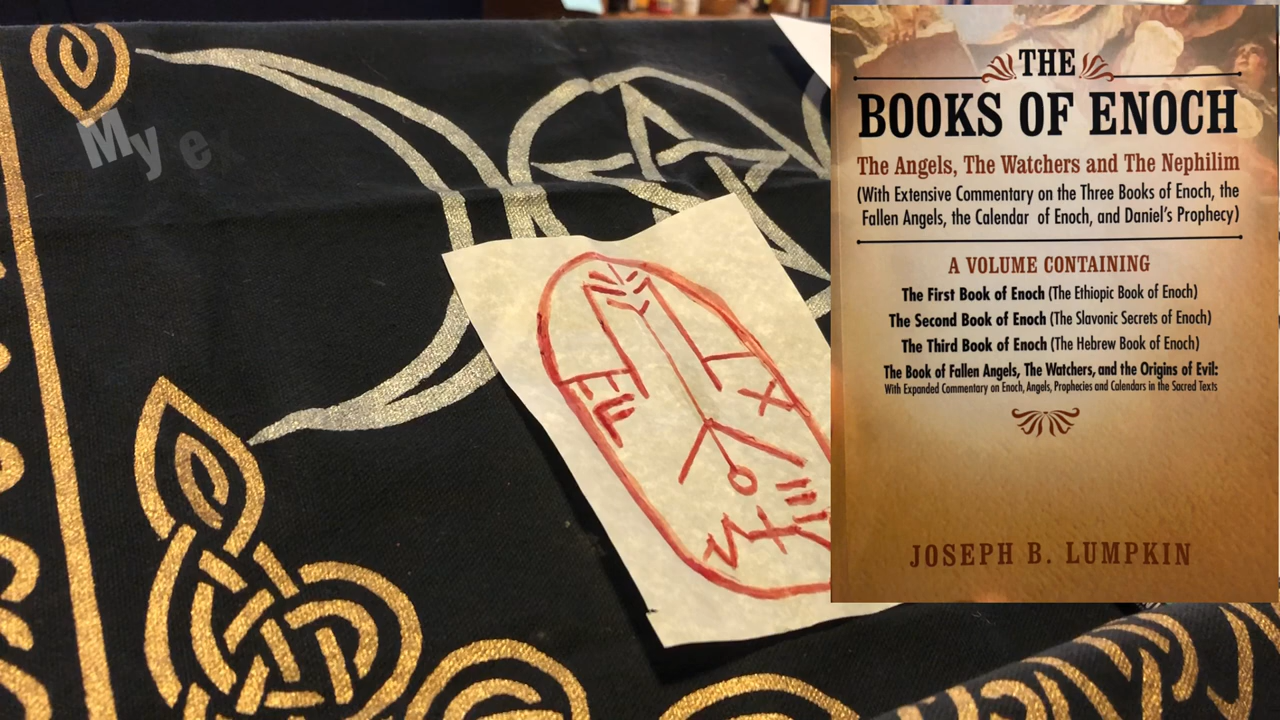 My e
THE
BOOKS OF ENOCH
The Angels, The Watchers and The Nephilim
(With Extensive Commentary on the Three Books of Enoch, the
Fallen Angels, the Calendar of Enoch, and Daniel's Prophecy)
A VOLUME CONTAINING
The First Book of Enoch (The Ethiopic Book of Enoch)
The Second Book of Enoch (The Slavonic Secrets of Enoch)
The Third Book of Enoch (The Hebrew Book of Enoch)
The Book of Fallen Angels, The Watchers, and the Origins of Evil:
With Expanded Commentary on Enoch, Angels, Prophecies and Calendars in the Sacred Texts
JOSEPH B. LUMPKIN